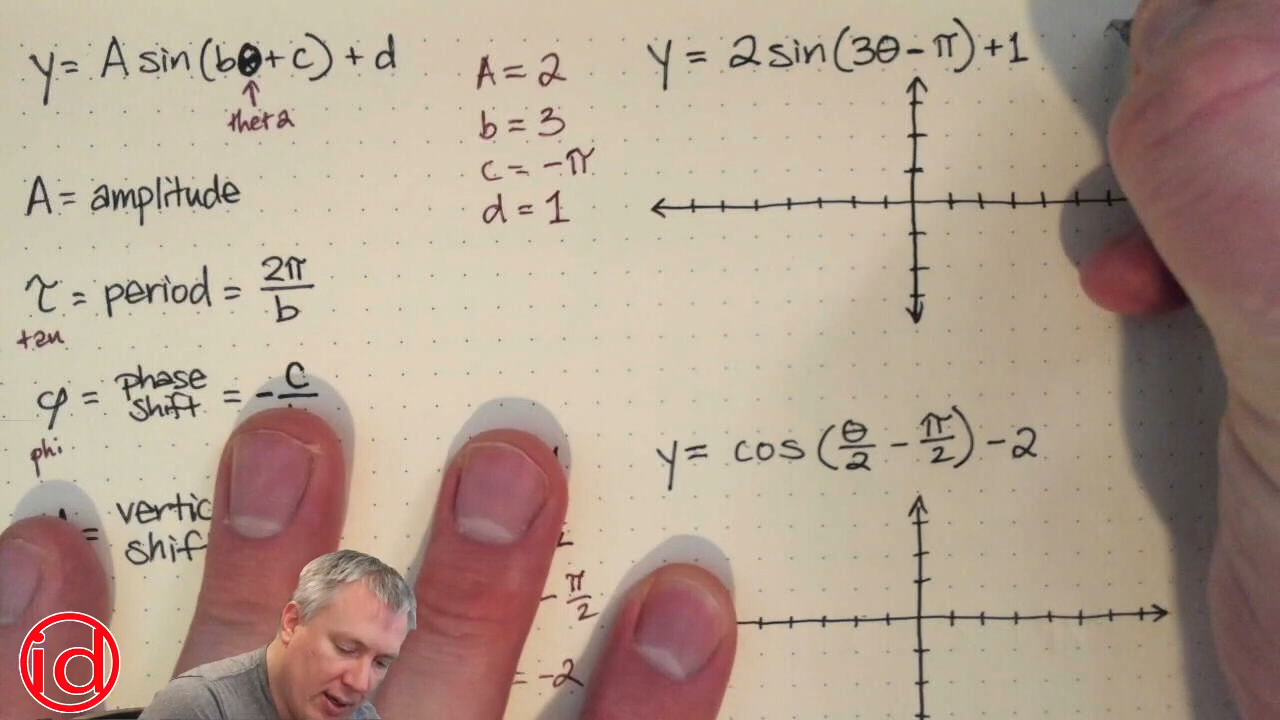 y = A sin(bθ+c) + d
↑
theta
A = amplitude
τ = period = 2π/b
tau
φ = phase shift = - c
phi
= vertic
shif
A = 2
b = 3
c = -π
d = 1
- π/2
= -2
y = 2 sin(3θ - π) + 1
y = cos(θ/2 - π/2) - 2
id